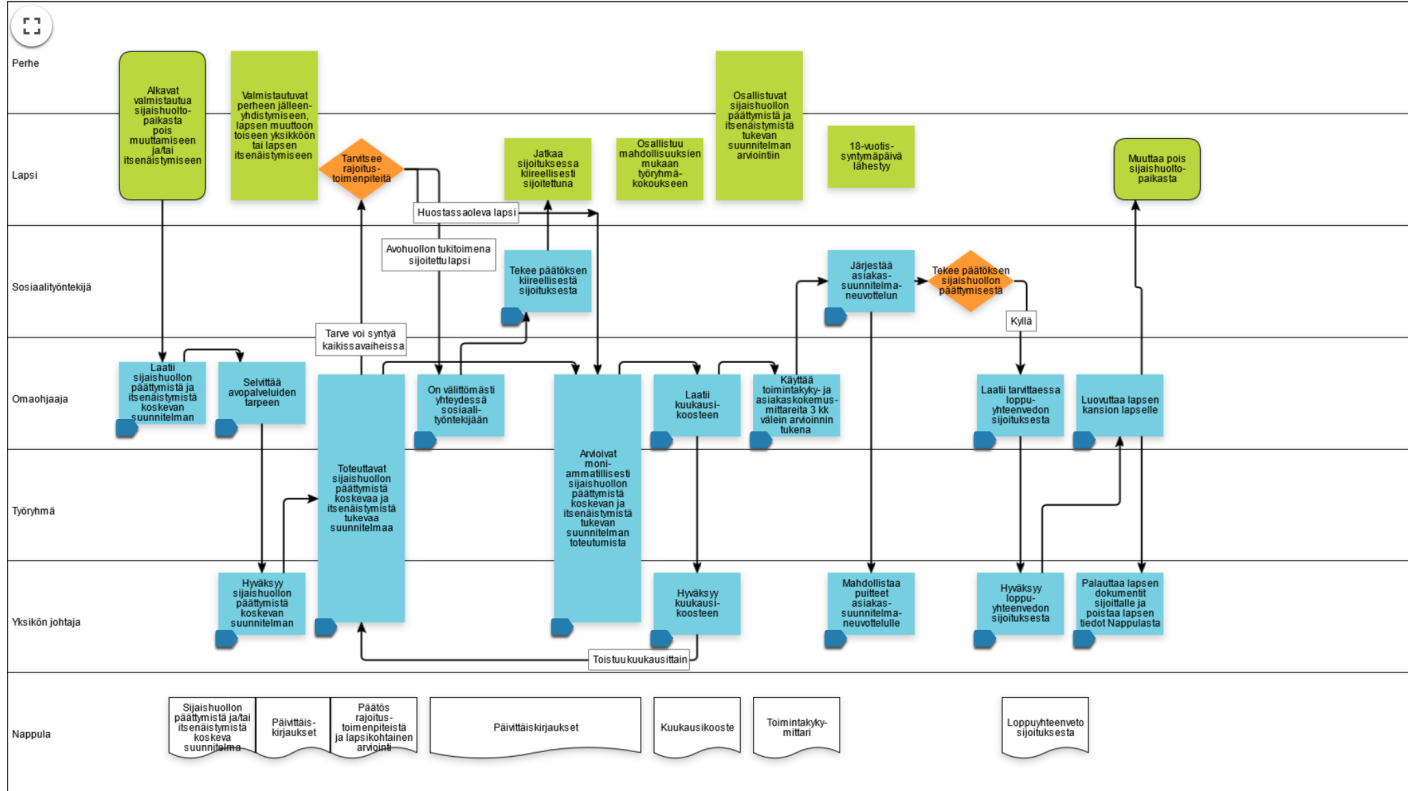 Perhe
Alkavat
valmistautua
sijaishuolto-
paikasta
pois
muuttamiseen
ja/tai
itsenäistymiseen
Valmistautuvat
perheen jälleen-
yhdistymiseen,
lapsen muuttoon
toiseen yksikköön
tai lapsen
itsenäistymiseen
Osallistuvat
sijaishuollon
päättymistä ja
itsenäistymistä
tukevan
suunnitelman
arviointiin
Lapsi
Tarvitsee
rajoitus-
toimenpiteitä
Jatkaa
sijoituksessa
kiireellisesti
sijoitettuna
Osallistuu
mahdollisuuksien
mukaan
työryhmä-
kokoukseen
18-vuotis-
syntymäpäivä
lähestyy
Muuttaa pois
sijaishuolto-
paikasta
Huostassaoleva lapsi
Avohuollon tukitoimena
sijoitettu lapsi
Sosiaalityöntekijä
Tekee päätöksen
kiireellisestä
sijoituksesta
Järjestää
asiakas-
suunnitelma-
neuvottelun
Tekee päätöksen
sijaishuollon
päättymisestä
Kyllä
Tarve voi syntyä
kaikissavaiheissa
Omaohjaaja
Laatii
sijaishuollon
päättymistä ja
itsenäistymistä
koskevan
suunnitelman
Selvittää
avopalveluiden
tarpeen
On välittömästi
yhteydessä
sosiaali-
työntekijään
Laatii
kuukausi-
koosteen
Käyttää
toimintakyky- ja
asiakaskokemus-
mittareita 3 kk
välein arvioinnin
tukena
Laatii tarvittaessa
loppu-
yhteenvedon
sijoituksesta
Luovuttaa lapsen
kansion lapselle
Työryhmä
Toteuttavat
sijaishuollon
päättymistä
koskevaa ja
itsenäistymistä
tukevaa
suunnitelmaa
Arvioivat
moni-
ammatillisesti
sijaishuollon
päättymistä
koskevan ja
itsenäistymistä
tukevan
suunnitelman
toteutumista
Yksikön johtaja
Hyväksyy
sijaishuollon
päättymistä
koskevan
suunnitelman
Hyväksyy
kuukausi-
koosteen
Mahdollistaa
puitteet
asiakas-
suunnitelma-
neuvottelulle
Hyväksyy
loppu-
yhteenvedon
sijoituksesta
Palauttaa lapsen
dokumentit
sijoittalle ja
poistaa lapsen
tiedot Nappulasta
Toistuu kuukausittain
Nappula
Sijaishuollon
päättymistä ja/tai
itsenäistymistä
koskeva
suunnitelma
Päivittäis-
kirjaukset
Päätös
rajoitus-
toimenpiteistä
ja lapsikohtainen
arviointi
Päivittäiskirjaukset
Kuukausikooste
Toimintakyky-
mittari
Loppuyhteenveto
sijoituksesta